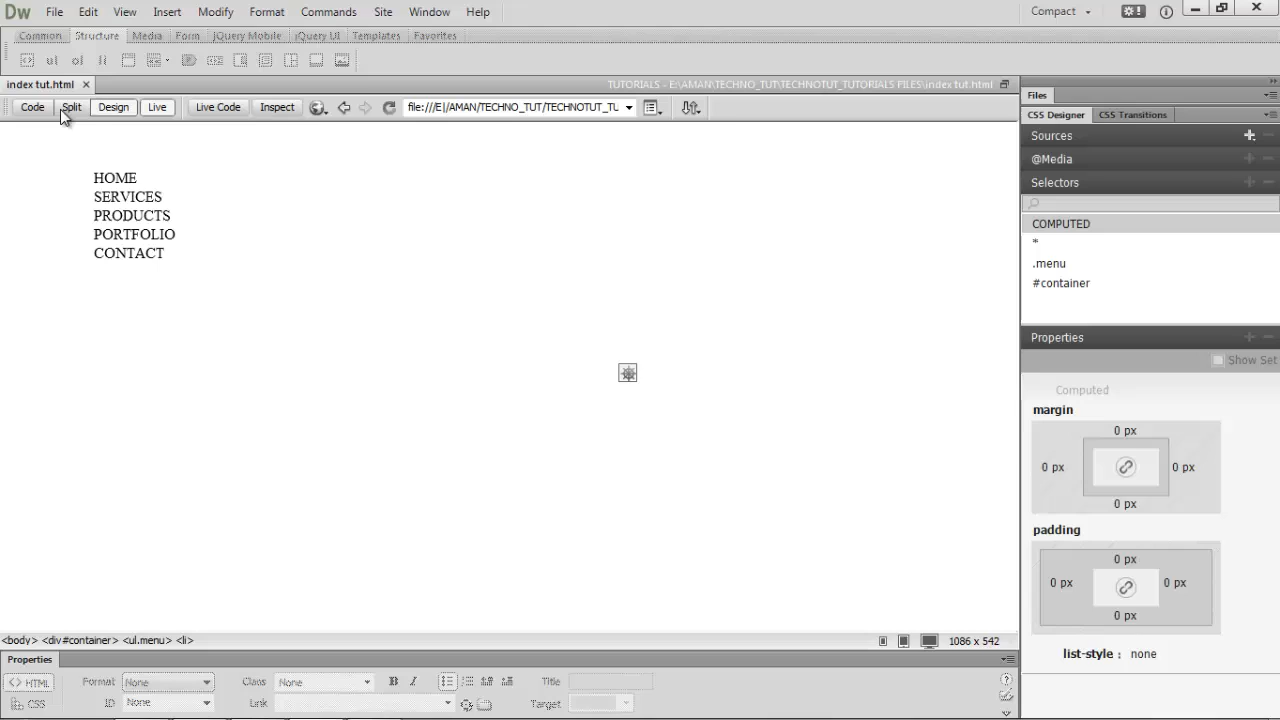 Dw File Edit View Insert Modify Format Commands Site Window Help Compact
Common Structure Media Form jQuery Mobile jQuery UI Templates Favorites
index tut.html TUTORIALS - E:\AMAN\TECHNO_TUT\TECHNOTUT_TUTORIALS FILES\index tut.html
Files
Code Split Design Live Live Code Inspect file:///E|/AMAN/TECHNO_TUT/TECHNOTUT_TU
CSS Designer CSS Transitions
Sources
@Media
Selectors
COMPUTED
*
.menu
#container
HOME
SERVICES
PRODUCTS
PORTFOLIO
CONTACT
Properties
Show Set
Computed
margin
0 px
0 px 0 px
0 px
padding
0 px
0 px 0 px
0 px
list-style : none
<body> <div#container> <ul.menu> <li> 1086 x 542
Properties
HTML Format None Class None B I Title
CSS ID None Link Target